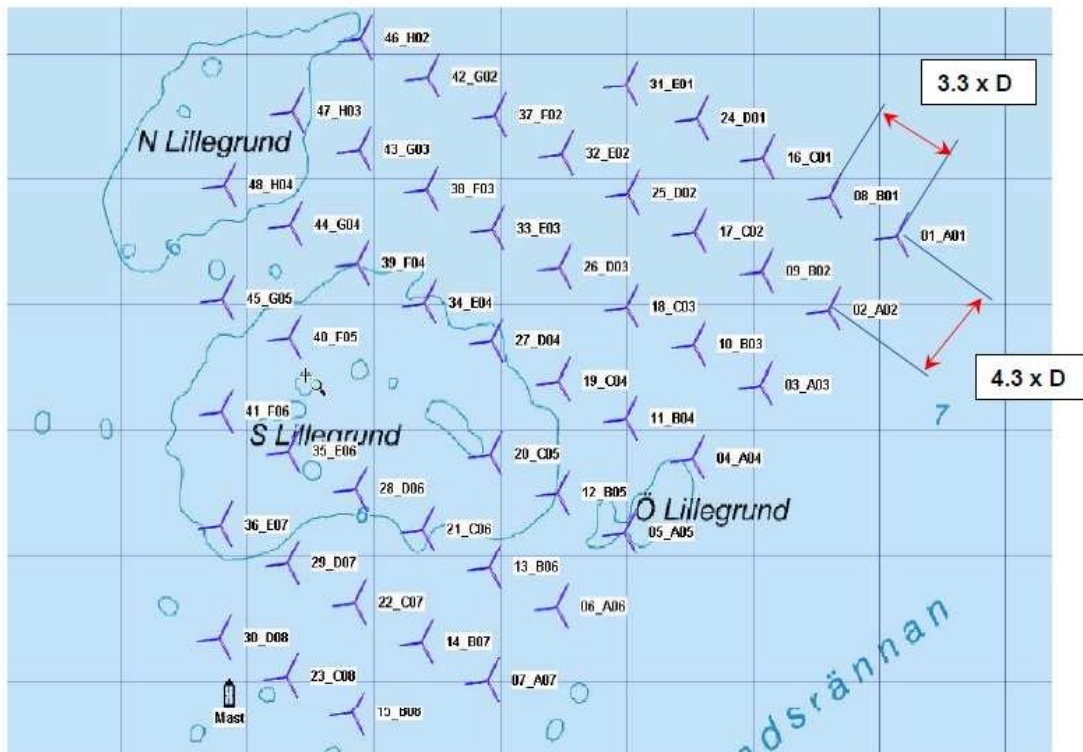 46_H02
42_G02
31_E01
3.3 x D
47_H03
37_F02
24_D01
N Lillegrund
43_G03
32_E02
16_C01
48_H04
38_F03
25_D02
08_B01
44_G04
33_E03
17_C02
01_A01
39_F04
26_D03
09_B02
45_G05
34_E04
18_C03
02_A02
40_F05
27_D04
10_B03
19_C04
03_A03
4.3 x D
41_F06
11_B04
7
S Lillegrund
35_E06
20_C05
04_A04
28_D06
12_B05
Ö Lillegrund
36_E07
21_C06
05_A05
29_D07
13_B06
22_C07
06_A06
30_D08
14_B07
23_C08
07_A07
Mast
15_B08
ndsrännan